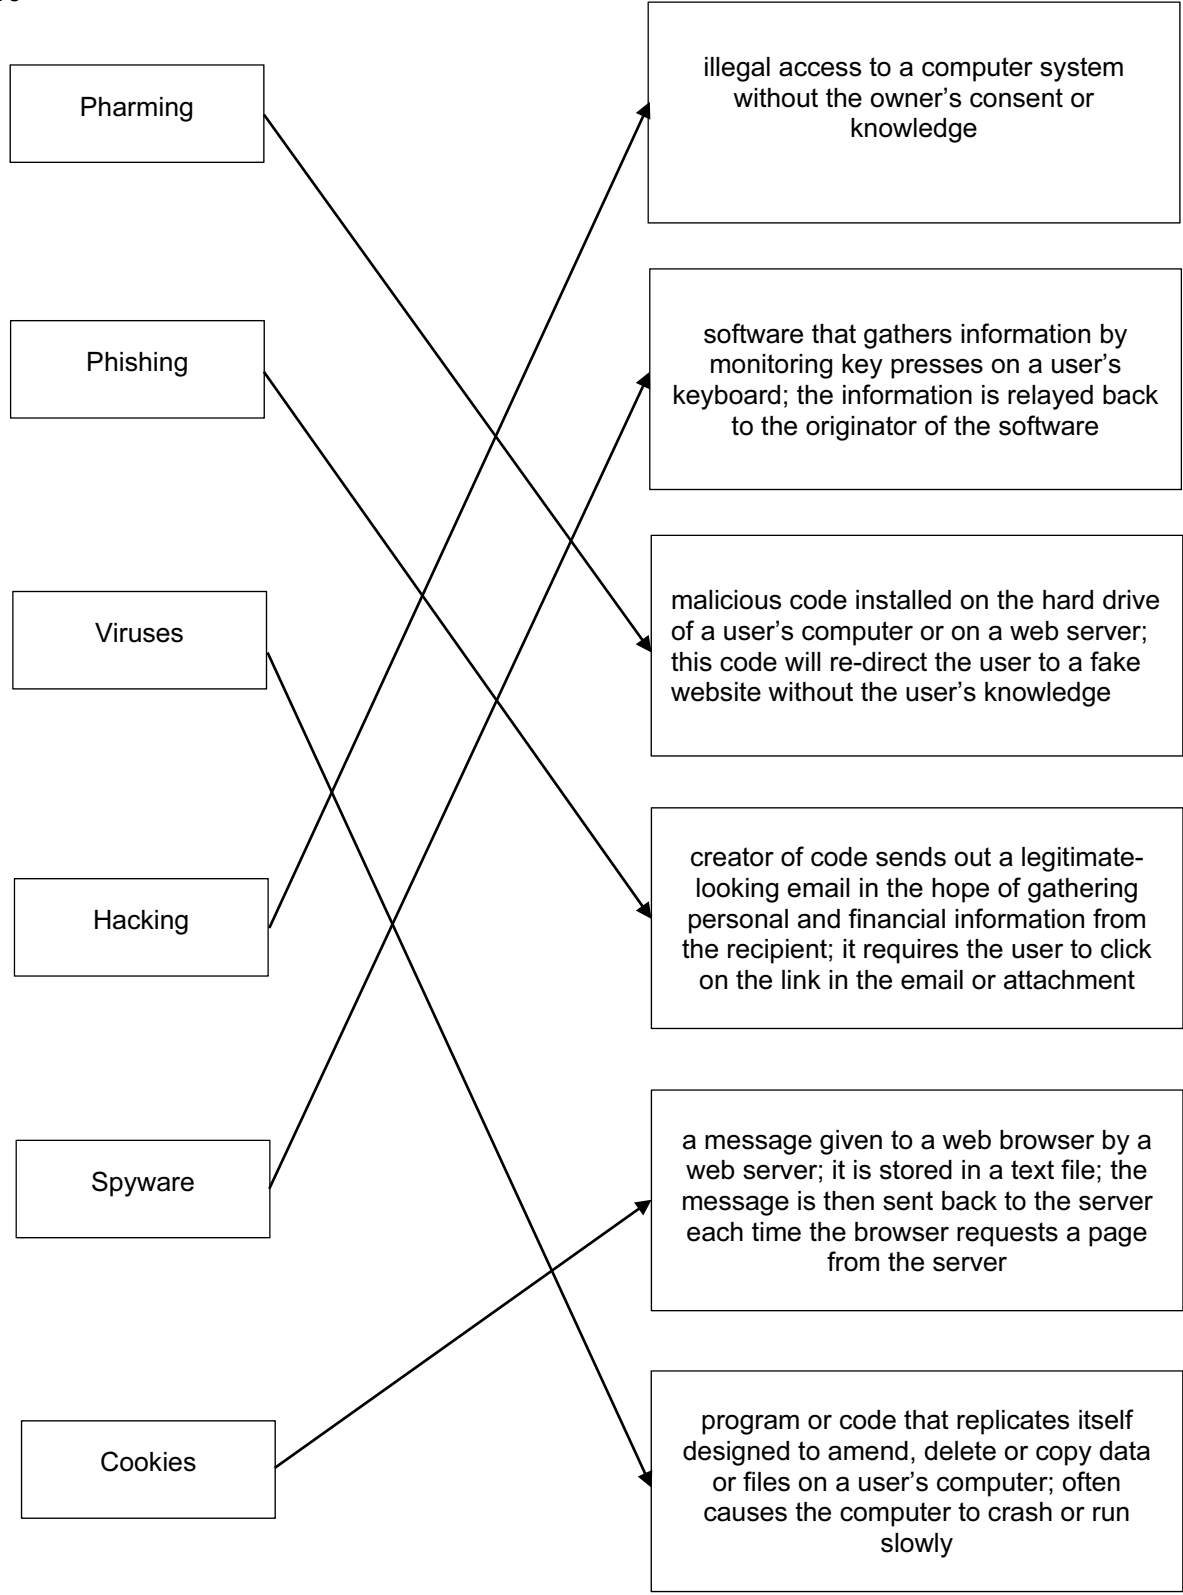 Pharming
Phishing
Viruses
Hacking
Spyware
Cookies
illegal access to a computer system
without the owner’s consent or
knowledge
software that gathers information by
monitoring key presses on a user’s
keyboard; the information is relayed back
to the originator of the software
malicious code installed on the hard drive
of a user’s computer or on a web server;
this code will re-direct the user to a fake
website without the user’s knowledge
creator of code sends out a legitimate-
looking email in the hope of gathering
personal and financial information from
the recipient; it requires the user to click
on the link in the email or attachment
a message given to a web browser by a
web server; it is stored in a text file; the
message is then sent back to the server
each time the browser requests a page
from the server
program or code that replicates itself
designed to amend, delete or copy data
or files on a user’s computer; often
causes the computer to crash or run
slowly